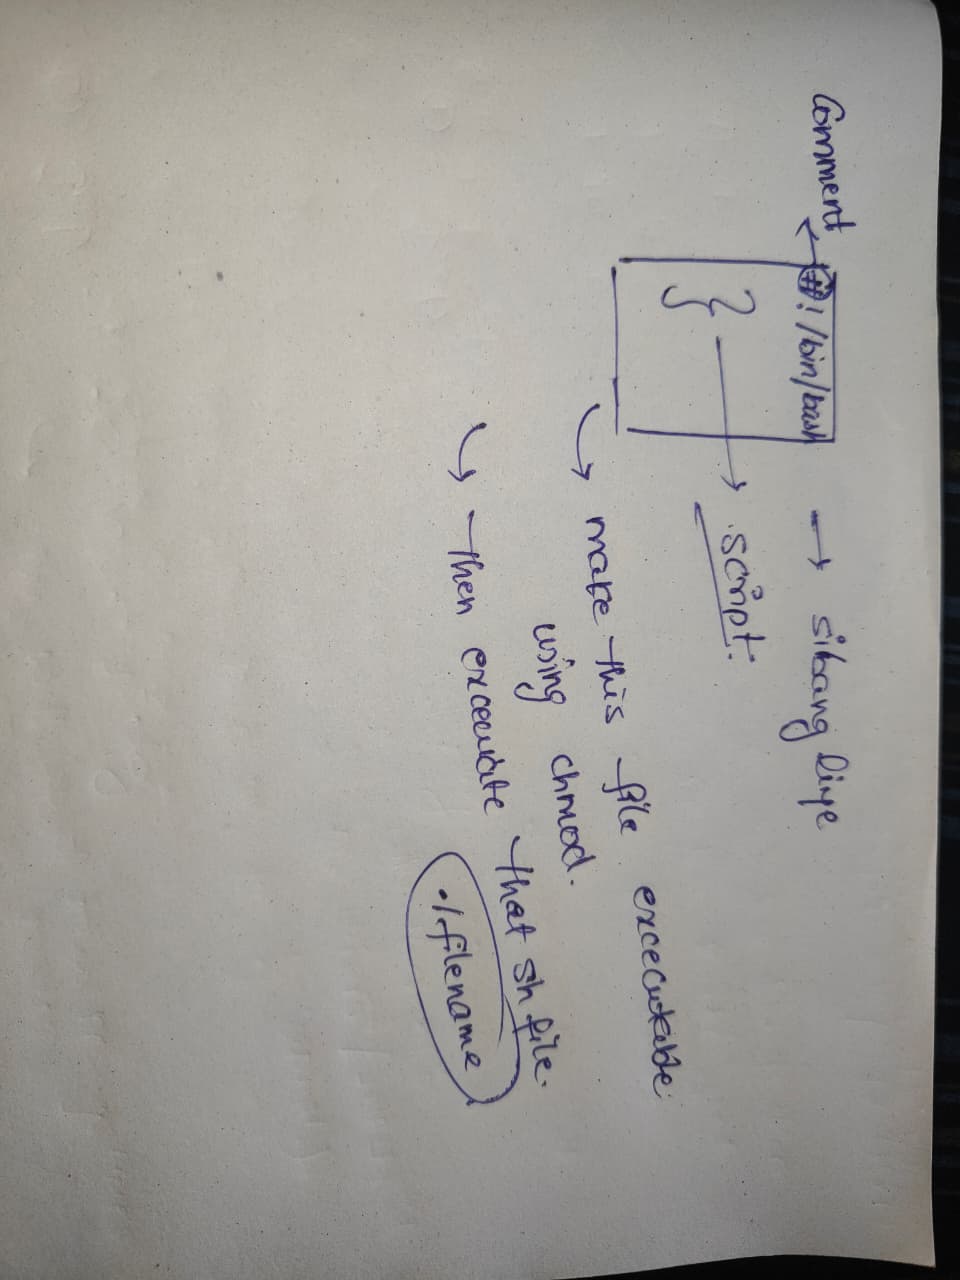 Comment
#!/bin/bash → sibang line
} → script.
↳ make this file excecutable
using chmod.
↳ then excecute that sh file.
./filename